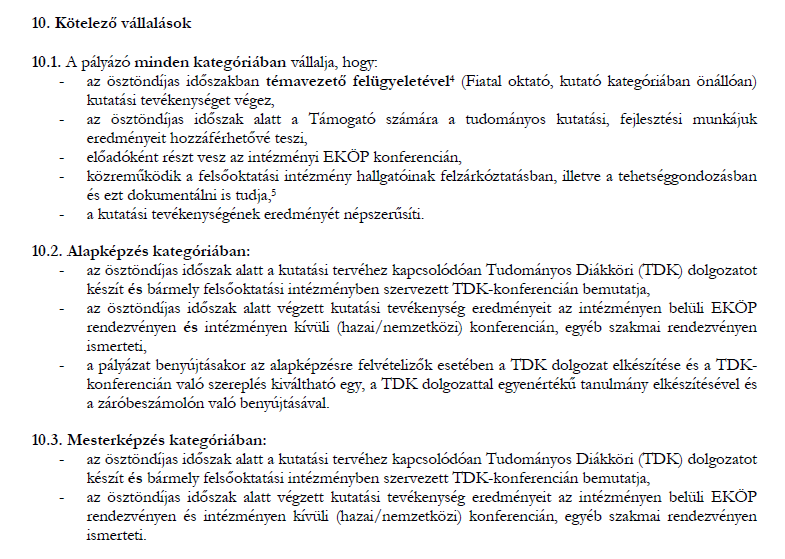 10. Kötelező vállalások
10.1. A pályázó minden kategóriában vállalja, hogy:
- az ösztöndíjas időszakban témavezető felügyeletével⁴ (Fiatal oktató, kutató kategóriában önállóan)
kutatási tevékenységet végez,
- az ösztöndíjas időszak alatt a Támogató számára a tudományos kutatási, fejlesztési munkájuk
eredményeit hozzáférhetővé teszi,
- előadóként részt vesz az intézményi EKÖP konferencián,
- közreműködik a felsőoktatási intézmény hallgatóinak felzárkóztatásban, illetve a tehetséggondozásban
és ezt dokumentálni is tudja,⁵
- a kutatási tevékenységének eredményét népszerűsíti.
10.2. Alapképzés kategóriában:
- az ösztöndíjas időszak alatt a kutatási tervéhez kapcsolódóan Tudományos Diákköri (TDK) dolgozatot
készít és bármely felsőoktatási intézményben szervezett TDK-konferencián bemutatja,
- az ösztöndíjas időszak alatt végzett kutatási tevékenység eredményeit az intézményen belüli EKÖP
rendezvényen és intézményen kívüli (hazai/nemzetközi) konferencián, egyéb szakmai rendezvényen
ismerteti,
- a pályázat benyújtásakor az alapképzésre felvételizők esetében a TDK dolgozat elkészítése és a TDK-
konferencián való szereplés kiváltható egy, a TDK dolgozattal egyenértékű tanulmány elkészítésével és
a záróbeszámolón való benyújtásával.
10.3. Mesterképzés kategóriában:
- az ösztöndíjas időszak alatt a kutatási tervéhez kapcsolódóan Tudományos Diákköri (TDK) dolgozatot
készít és bármely felsőoktatási intézményben szervezett TDK-konferencián bemutatja,
- az ösztöndíjas időszak alatt végzett kutatási tevékenység eredményeit az intézményen belüli EKÖP
rendezvényen és intézményen kívüli (hazai/nemzetközi) konferencián, egyéb szakmai rendezvényen
ismerteti.